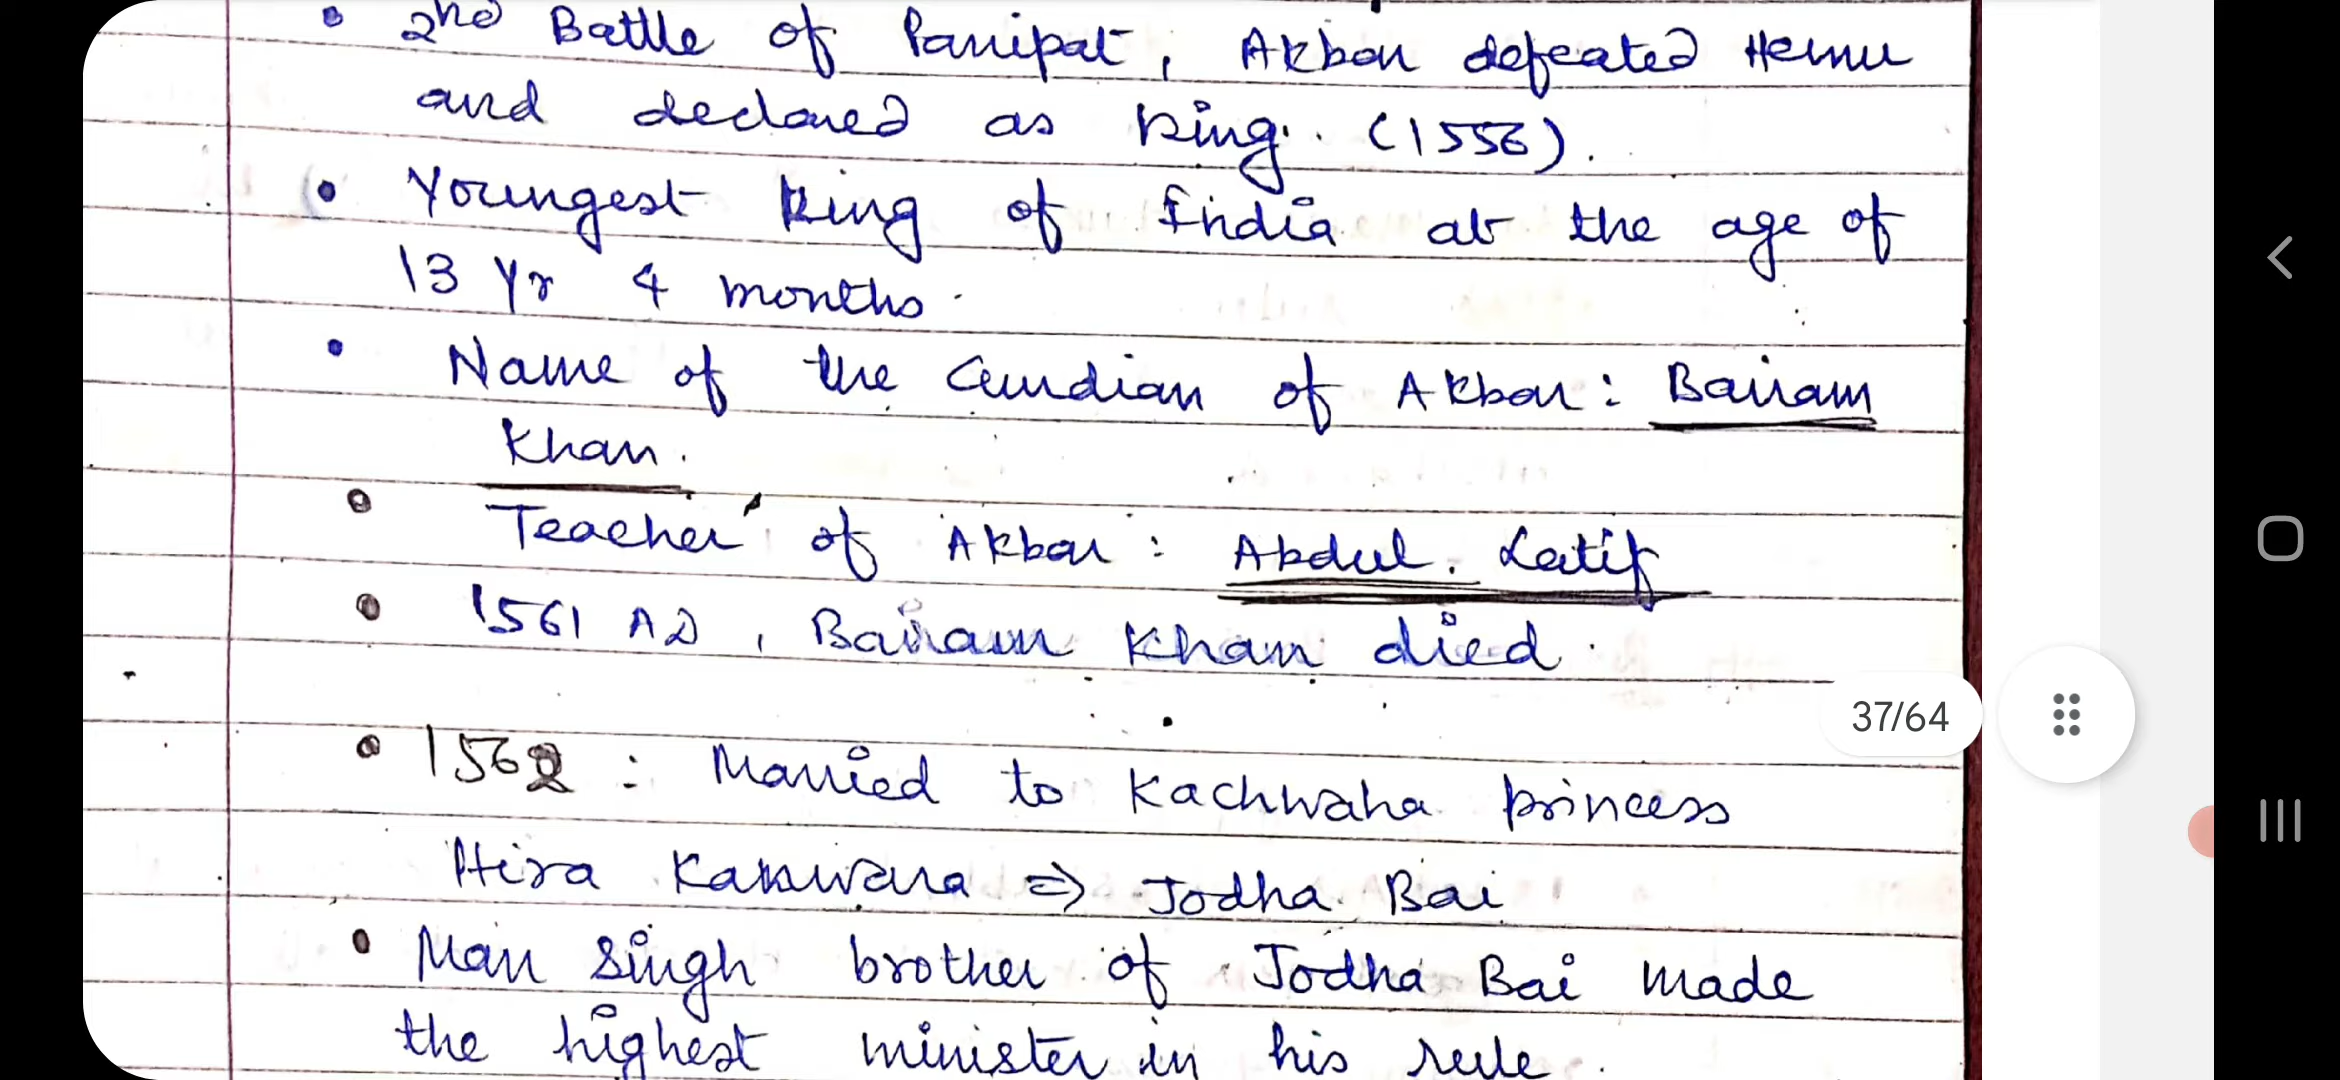 • 2nd Battle of Panipat, Akbar defeated Hemu
and declared as king. (1556).
• Youngest king of India at the age of
13 Yr 4 months.
• Name of the Gurdian of Akbar: Bairam
Khan.
• Teacher of Akbar: Abdul. Latif
• 1561 AD, Bairam Khan died.
37/64
• 1562 : Married to Kachwaha princess
Hira Kanwara => Jodha Bai
• Man Singh brother of Jodha Bai made
the highest minister in his rule.